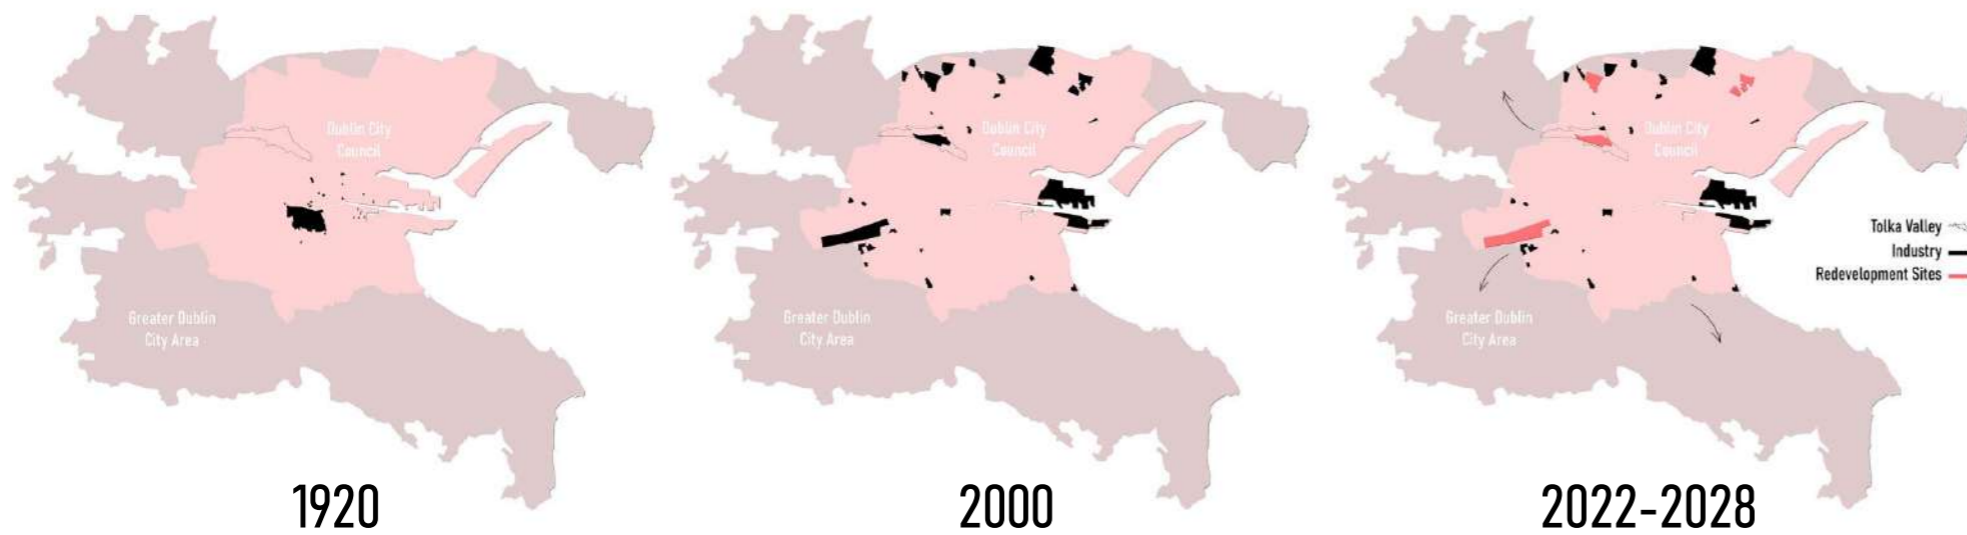 Dublin City
Council
Greater Dublin
City Area
1920
Dublin City
Council
Greater Dublin
City Area
2000
Dublin City
Council
Tolka Valley
Industry
Redevelopment Sites
Greater Dublin
City Area
2022-2028